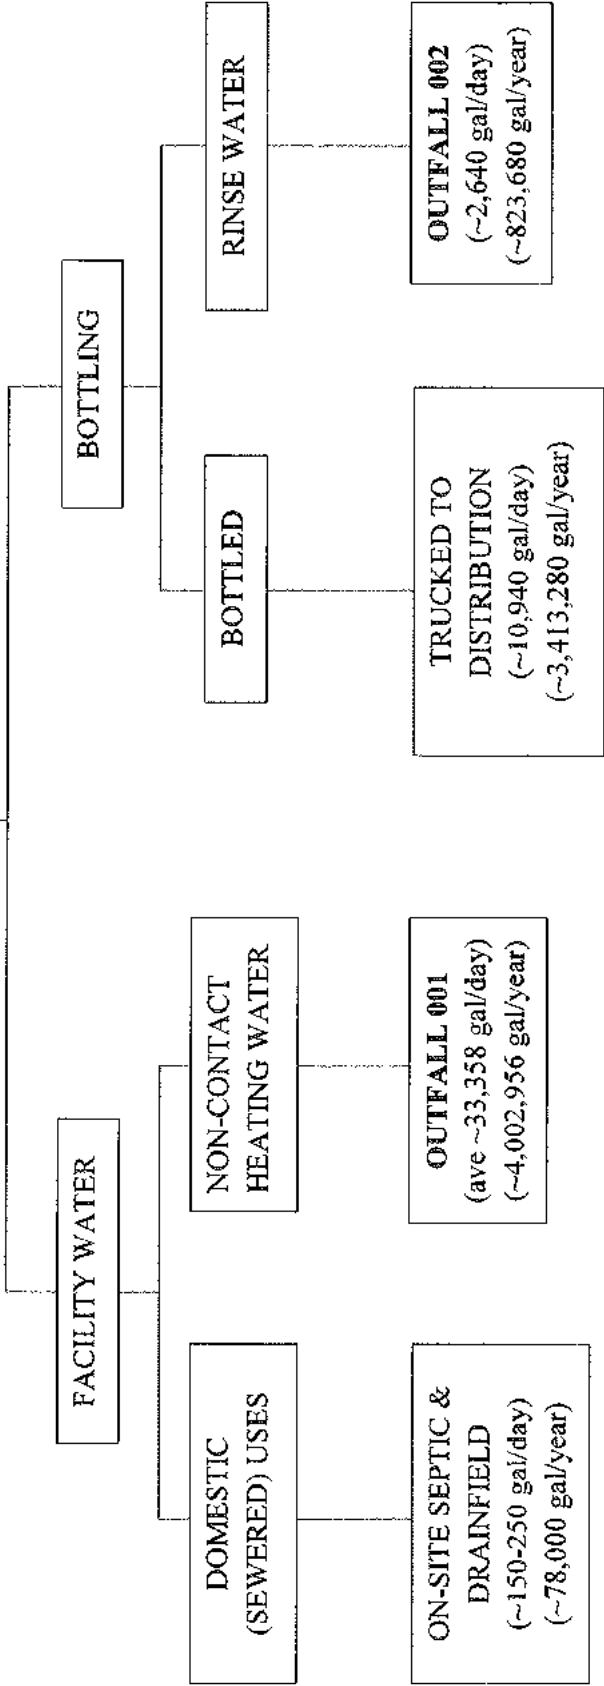 FACILITY WATER
BOTTLING
DOMESTIC
(SEWERED) USES
NON-CONTACT
HEATING WATER
BOTTLED
RINSE WATER
ON-SITE SEPTIC &
DRAINFIELD
(~150-250 gal/day)
(~78,000 gal/year)
OUTFALL 001
(ave ~33,358 gal/day)
(~4,002,956 gal/year)
TRUCKED TO
DISTRIBUTION
(~10,940 gal/day)
(~3,413,280 gal/year)
OUTFALL 002
(~2,640 gal/day)
(~823,680 gal/year)